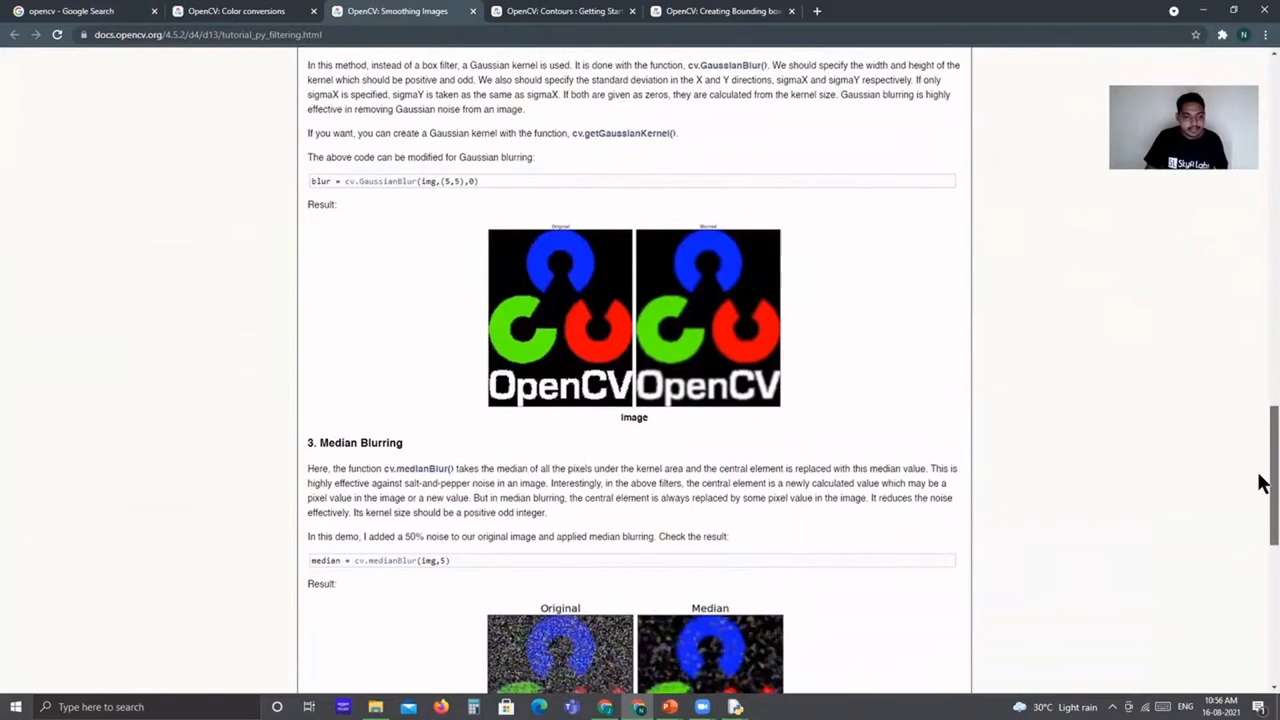 opencv - Google Search
OpenCV: Color conversions
OpenCV: Smoothing Images
OpenCV: Contours : Getting Star
OpenCV: Creating Bounding box
docs.opencv.org/4.5.2/d4/d13/tutorial_py_filtering.html
In this method, instead of a box filter, a Gaussian kernel is used. It is done with the function, cv.GaussianBlur(). We should specify the width and height of the
kernel which should be positive and odd. We also should specify the standard deviation in the X and Y directions, sigmaX and sigmaY respectively. If only
sigmaX is specified, sigmaY is taken as the same as sigmaX. If both are given as zeros, they are calculated from the kernel size. Gaussian blurring is highly
effective in removing Gaussian noise from an image.
If you want, you can create a Gaussian kernel with the function, cv.getGaussianKernel().
The above code can be modified for Gaussian blurring:
blur = cv.GaussianBlur(img,(5,5),0)
Result:
Original
Blurred
OpenCV
OpenCV
Image
3. Median Blurring
Here, the function cv.medianBlur() takes the median of all the pixels under the kernel area and the central element is replaced with this median value. This is
highly effective against salt-and-pepper noise in an image. Interestingly, in the above filters, the central element is a newly calculated value which may be a
pixel value in the image or a new value. But in median blurring, the central element is always replaced by some pixel value in the image. It reduces the noise
effectively. Its kernel size should be a positive odd integer.
In this demo, I added a 50% noise to our original image and applied median blurring. Check the result:
median = cv.medianBlur(img,5)
Result:
Original
Median
Type here to search
30°C Light rain
ENG
10:56 AM
16-08-2021